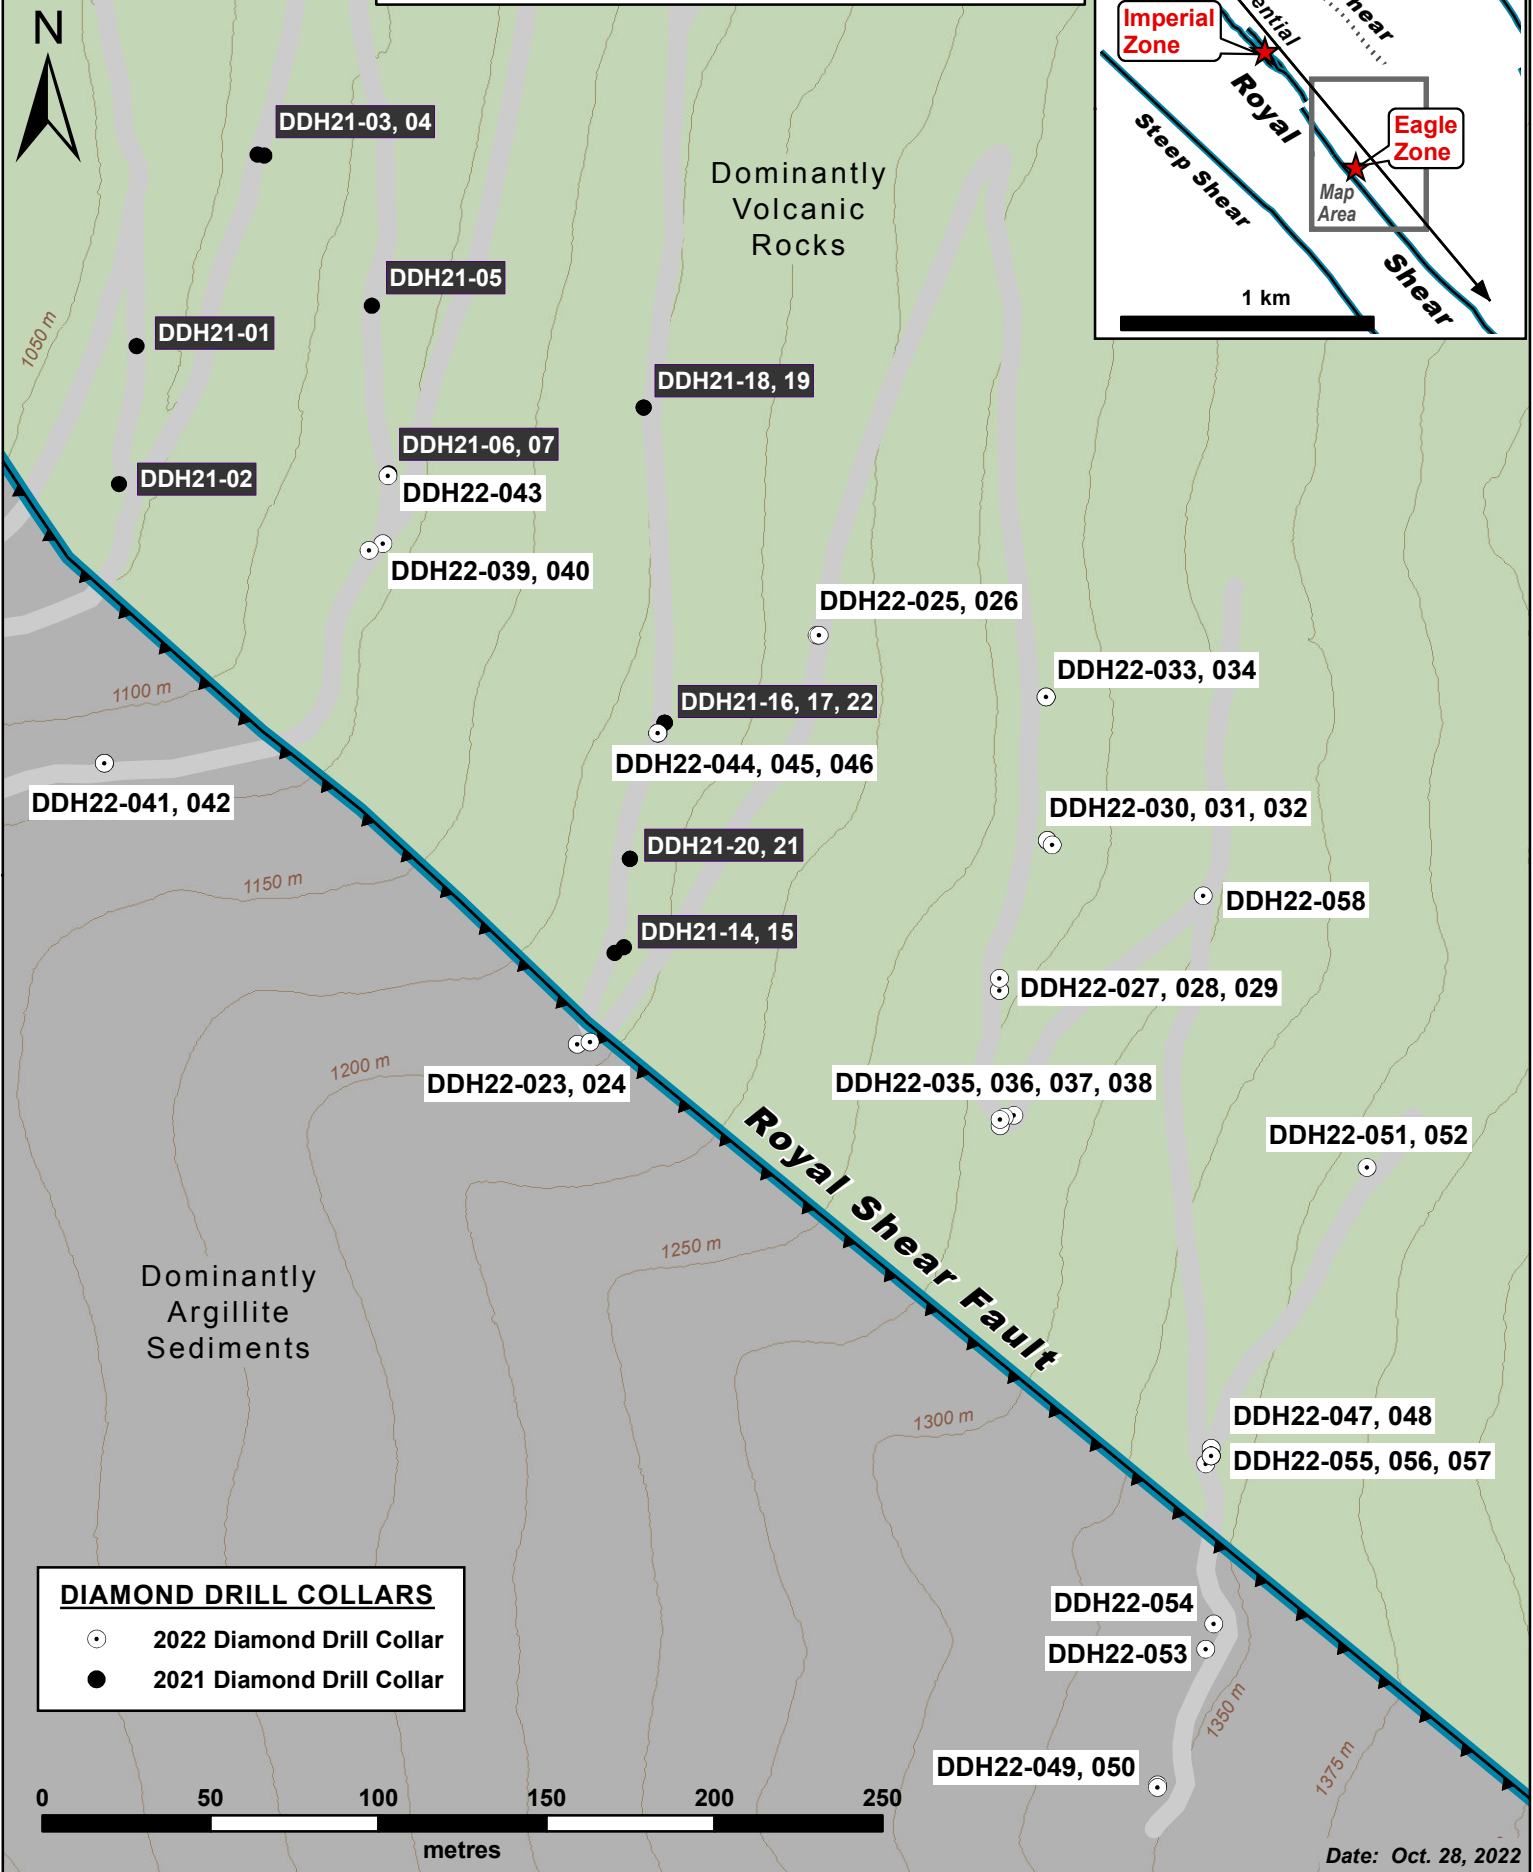 N
DDH21-03, 04
Dominantly
Volcanic
Rocks
Imperial
Zone
Royal
Steep Shear
Eagle
Zone
Map
Area
Shear
1 km
DDH21-05
DDH21-01
1050 m
DDH21-18, 19
DDH21-06, 07
DDH22-043
DDH21-02
DDH22-039, 040
DDH22-025, 026
DDH22-033, 034
1100 m
DDH21-16, 17, 22
DDH22-044, 045, 046
DDH22-041, 042
DDH22-030, 031, 032
DDH21-20, 21
1150 m
DDH22-058
DDH21-14, 15
DDH22-027, 028, 029
1200 m
DDH22-023, 024
DDH22-035, 036, 037, 038
DDH22-051, 052
Royal Shear Fault
1250 m
Dominantly
Argillite
Sediments
1300 m
DDH22-047, 048
DDH22-055, 056, 057
DIAMOND DRILL COLLARS
2022 Diamond Drill Collar
2021 Diamond Drill Collar
DDH22-054
DDH22-053
1350 m
1375 m
DDH22-049, 050
0 50 100 150 200 250
metres
Date: Oct. 28, 2022